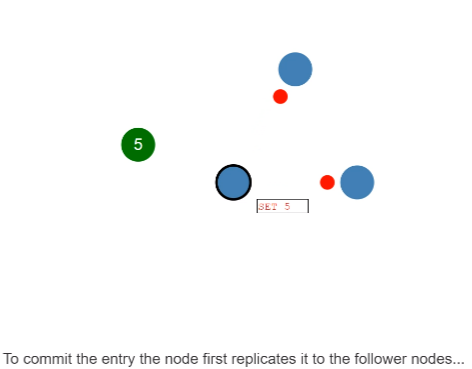 5
SET 5
To commit the entry the node first replicates it to the follower nodes...